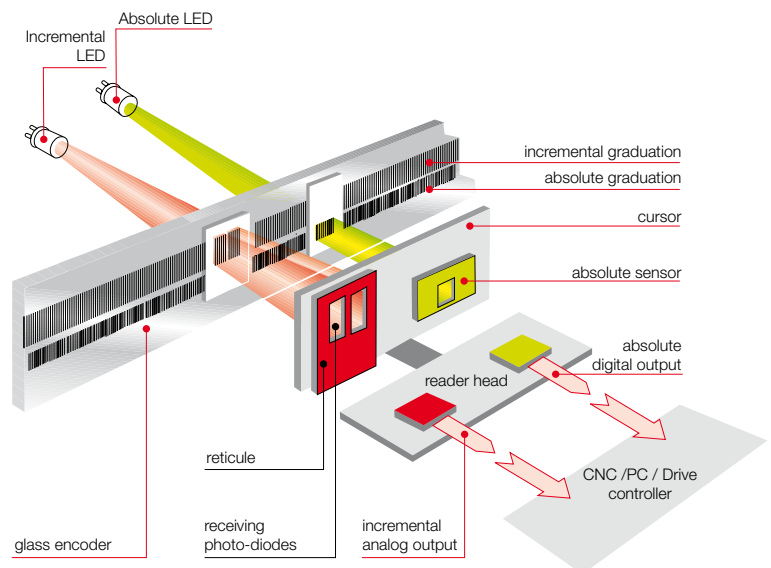 Absolute LED
Incremental
LED
incremental graduation
absolute graduation
cursor
absolute sensor
absolute
digital output
reader head
reticule
CNC /PC / Drive
controller
receiving
photo-diodes
incremental
analog output
glass encoder